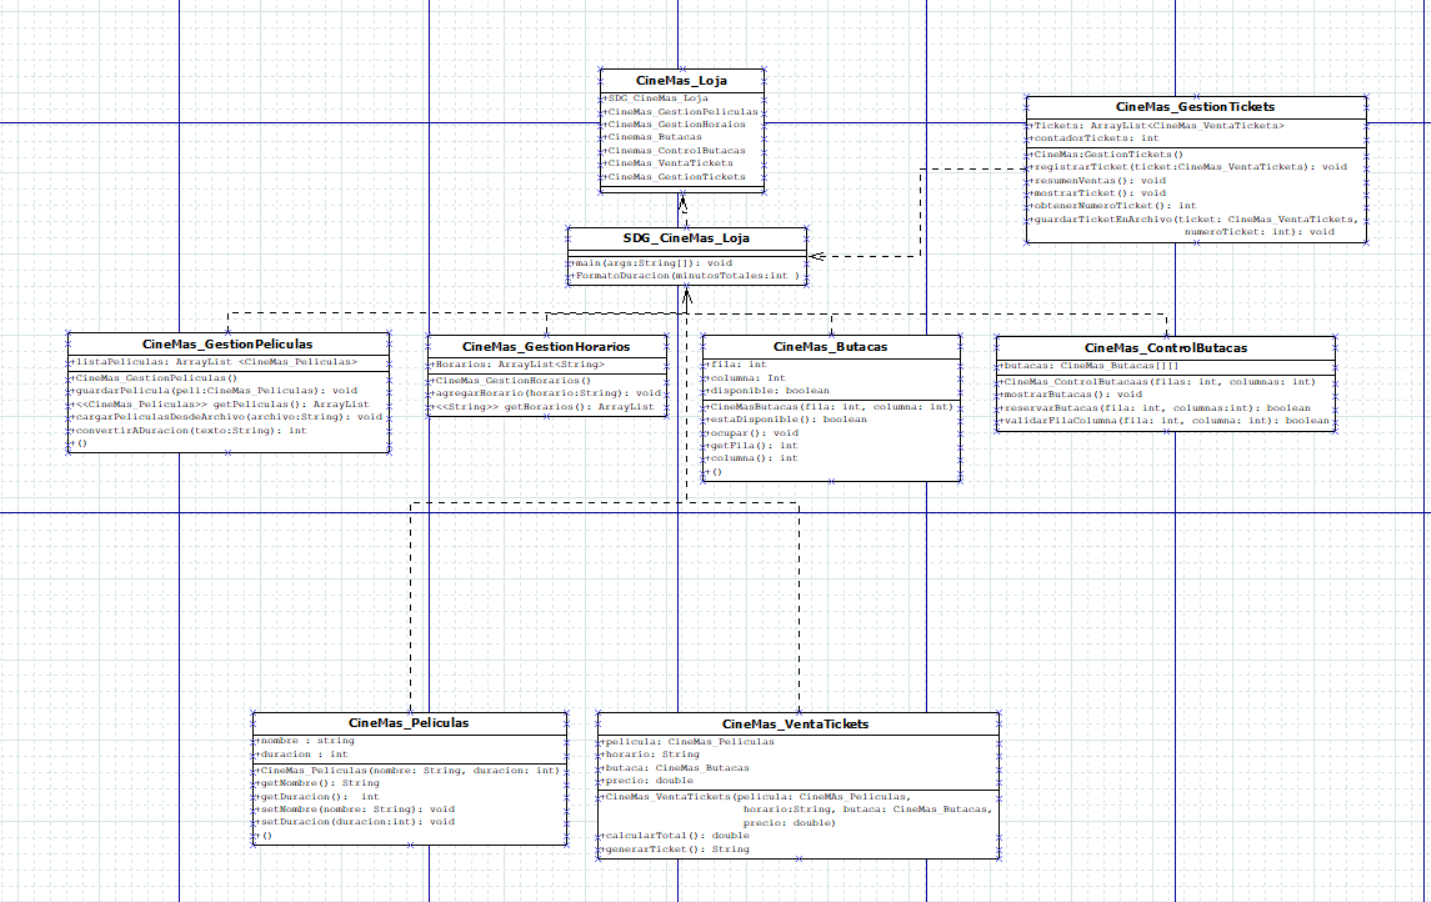 CineMas_Loja
+SDG_CineMas_Loja
+CineMas_GestionPeliculas
+CineMas_GestionHoraios
+Cinemas_Butacas
+Cinemas_ControlButacas
+CineMas_VentaTickets
+CineMas_GestionTickets
CineMas_GestionTickets
+Tickets: ArrayList<CineMas_VentaTickets>
+contadorTickets: int
+CineMas:GestionTickets()
+registrarTicket(ticket:CineMas_VentaTickets): void
+resumenVentas(): void
+mostrarTicket(): void
+obtenerNumeroTicket(): int
+guardarTicketEnArchivo(ticket: CineMas_VentaTickets,
numeroTicket: int): void
SDG_CineMas_Loja
+main(args:String[]): void
+FormatoDuracion(minutosTotales:int )
CineMas_GestionPeliculas
+listaPeliculas: ArrayList <CineMas_Peliculas>
+CineMas_GestionPeliculas()
+guardarPelicula(peli:CineMas_Peliculas): void
+<<CineMas_Peliculas>> getPeliculas(): ArrayList
+cargarPeliculasDesdeArchivo(archivo:String): void
+convertirADuracion(texto:String): int
+()
CineMas_GestionHorarios
+Horarios: ArrayList<String>
+CineMas_GestionHorarios()
+agregarHorario(horario:String): void
+<<String>> getHorarios(): ArrayList
CineMas_Butacas
+fila: int
+columna: Int
+disponible: boolean
+CineMasButacas(fila: int, columna: int)
+estaDisponible(): boolean
+ocupar(): void
+getFila(): int
+columna(): int
+()
CineMas_ControlButacas
+butacas: CineMas_Butacas[][]
+CineMas_ControlButacaas(filas: int, columnas: int)
+mostrarButacas(): void
+reservarButacas(fila: int, columnas:int): boolean
+validarFilaColumna(fila: int, columna: int): boolean
CineMas_Peliculas
+nombre : string
+duracion : int
+CineMas_Peliculas(nombre: String, duracion: int)
+getNombre(): String
+getDuracion():  int
+setNombre(nombre: String): void
+setDuracion(duracion:int): void
+()
CineMas_VentaTickets
+pelicula: CineMas_Peliculas
+horario: String
+butaca: CineMas_Butacas
+precio: double
+CineMas_VentaTickets(pelicula: CineMAs_Peliculas,
horario:String, butaca: CineMas_Butacas,
precio: double)
+calcularTotal(): double
+generarTicket(): String